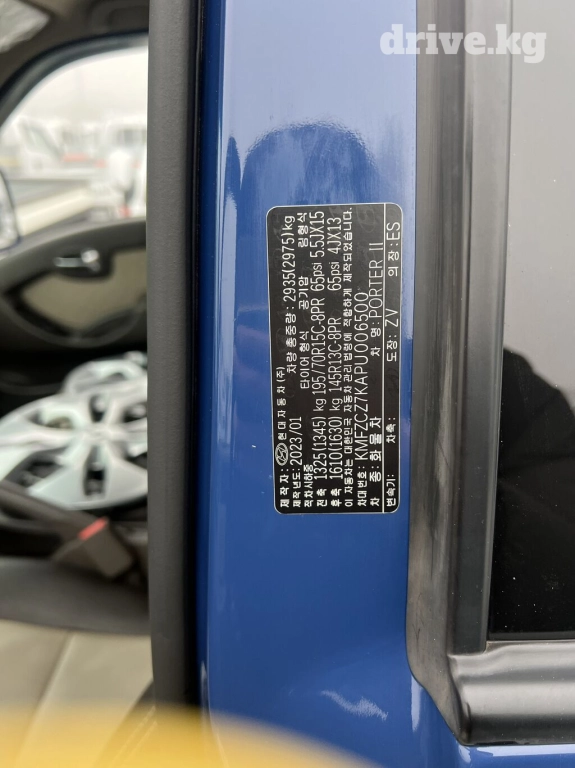 drive.kg
제작자: 현대자동차(주)
제작년도: 2023/01 차량 총중량: 2935(2975)kg
적차시하중 타이어 형식 공기압 림형식
전축 1325(1345) kg 195/70R15C-8PR 65psi 5.5JX15
후축 1610(1630) kg 145R13C-8PR 65psi 4JX13
이 자동차는 대한민국 자동차 관리 법령에 적합하게 제작되었음
차대번호: KMFZCZ7KAPU006500
차종: 화물차 차명: PORTER II
변속기: 차축: 도장: ZV 의장: ES